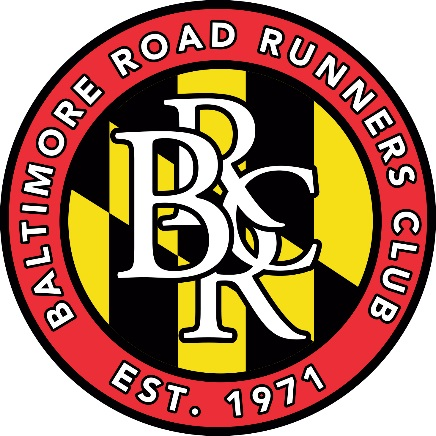 BALTIMORE ROAD RUNNERS CLUB
BRRC
EST. 1971